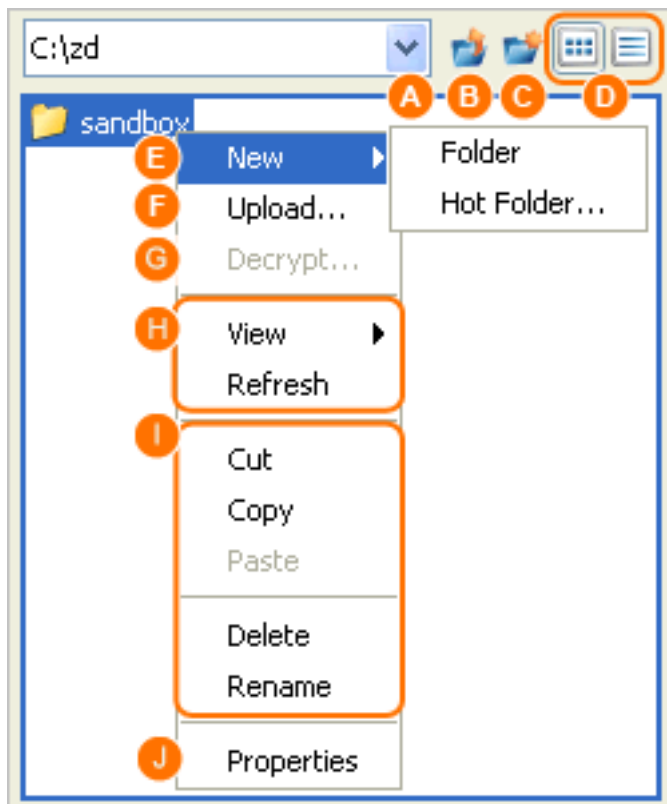 C:\zd
A B C D
sandbox
E New Folder
F Upload... Hot Folder...
G Decrypt...
H View
Refresh
I
Cut
Copy
Paste
Delete
Rename
J Properties